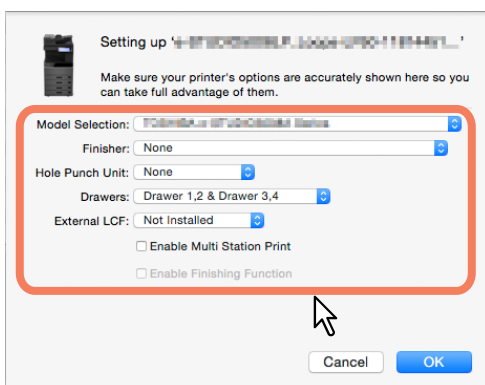 Setting up '
Make sure your printer's options are accurately shown here so you
can take full advantage of them.
Model Selection:
Finisher: None
Hole Punch Unit: None
Drawers: Drawer 1,2 & Drawer 3,4
External LCF: Not Installed
Enable Multi Station Print
Enable Finishing Function
Cancel OK